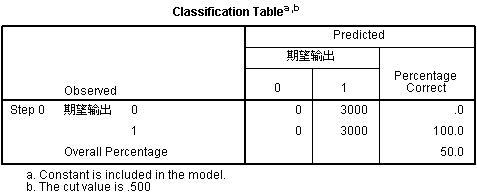 Classification Tablea,b
Predicted
期望输出
Observed 0 1 Percentage Correct
Step 0 期望输出 0 0 3000 .0
1 0 3000 100.0
Overall Percentage 50.0
a. Constant is included in the model.
b. The cut value is .500